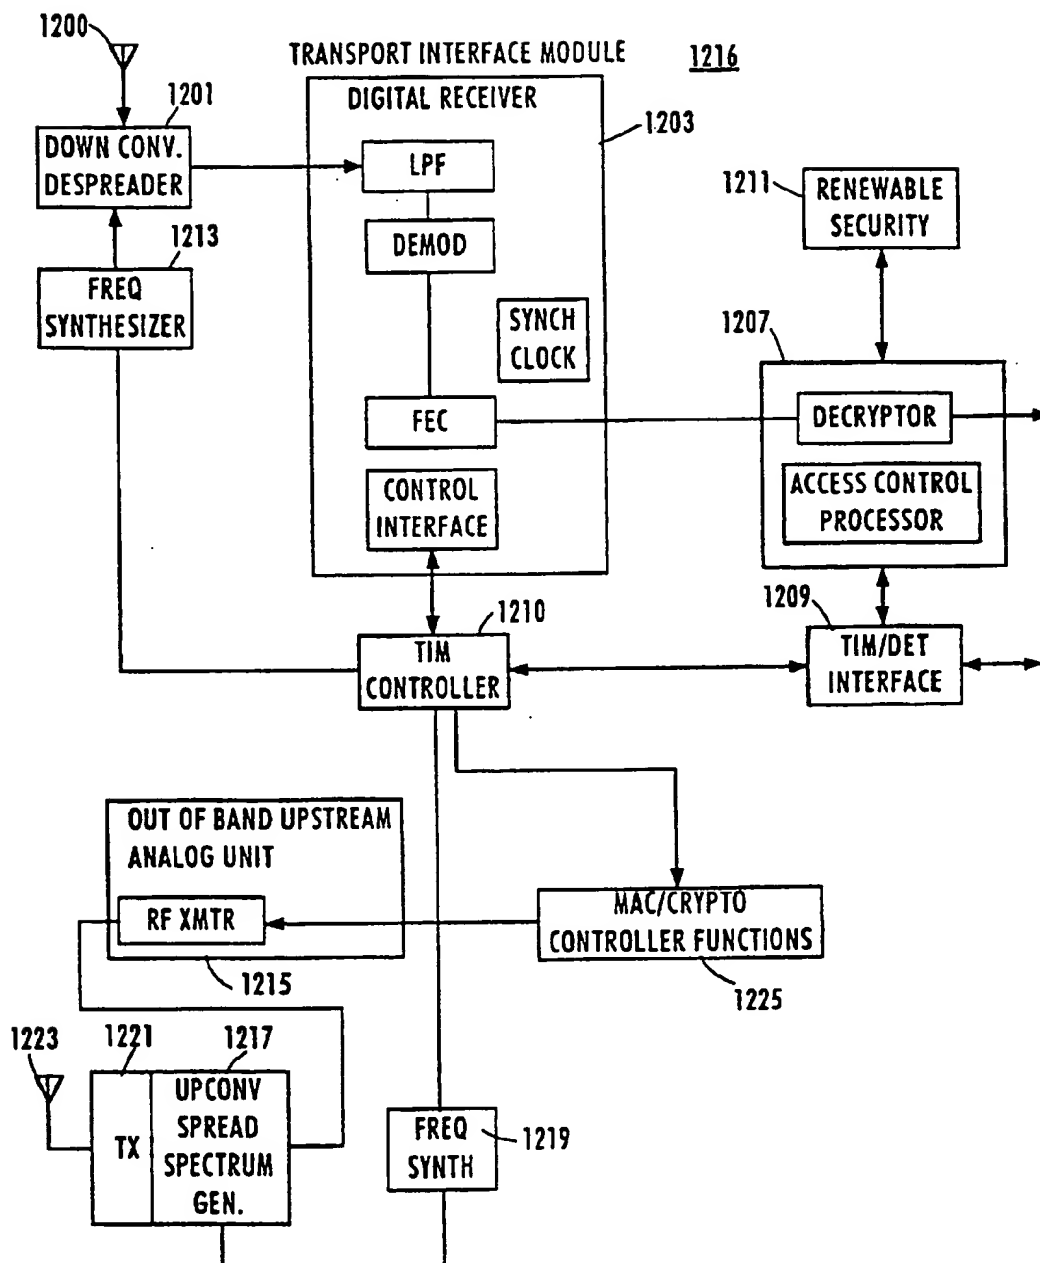 1200
TRANSPORT INTERFACE MODULE
1216
1201
DIGITAL RECEIVER
1203
DOWN CONV.
DESPREADER
LPF
1211
RENEWABLE
SECURITY
1213
DEMOD
FREQ
SYNTHESIZER
SYNCH
CLOCK
1207
FEC
DECRYPTOR
CONTROL
INTERFACE
ACCESS CONTROL
PROCESSOR
1210
1209
TIM
CONTROLLER
TIM/DET
INTERFACE
OUT OF BAND UPSTREAM
ANALOG UNIT
RF XMTR
MAC/CRYPTO
CONTROLLER FUNCTIONS
1215
1225
1223
1221
1217
TX
UPCONV
SPREAD
SPECTRUM
GEN.
FREQ
SYNTH
1219